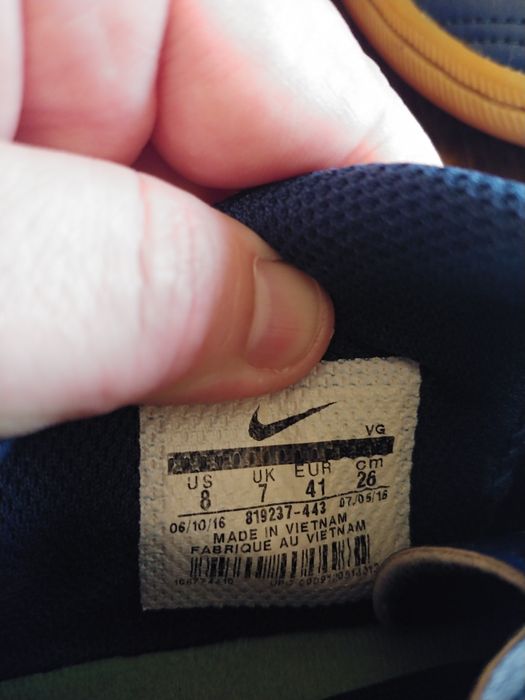 VG
US UK EUR cm
8 7 41 26
06/10/16 819237-443 07/05/16
MADE IN VIETNAM
FABRIQUE AU VIETNAM